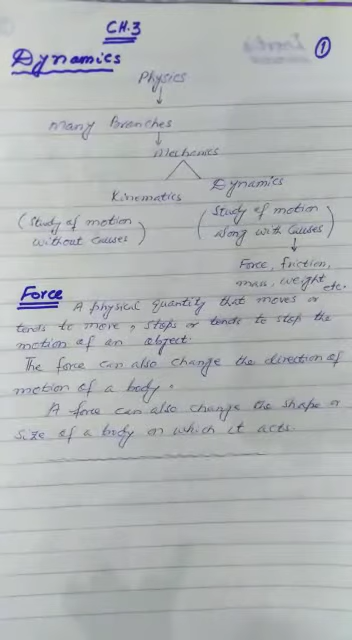 CH.3
1
Dynamics
Physics
Many Branches
Mechanics
Kinematics
Dynamics
(Study of motion without causes)
(Study of motion along with causes)
Force, friction,
mass, weight etc.
Force
A physical quantity that moves or
tends to move, stops or tends to stop the
motion of an object.
The force can also change the direction of
motion of a body.
A force can also change the shape or
size of a body on which it acts.